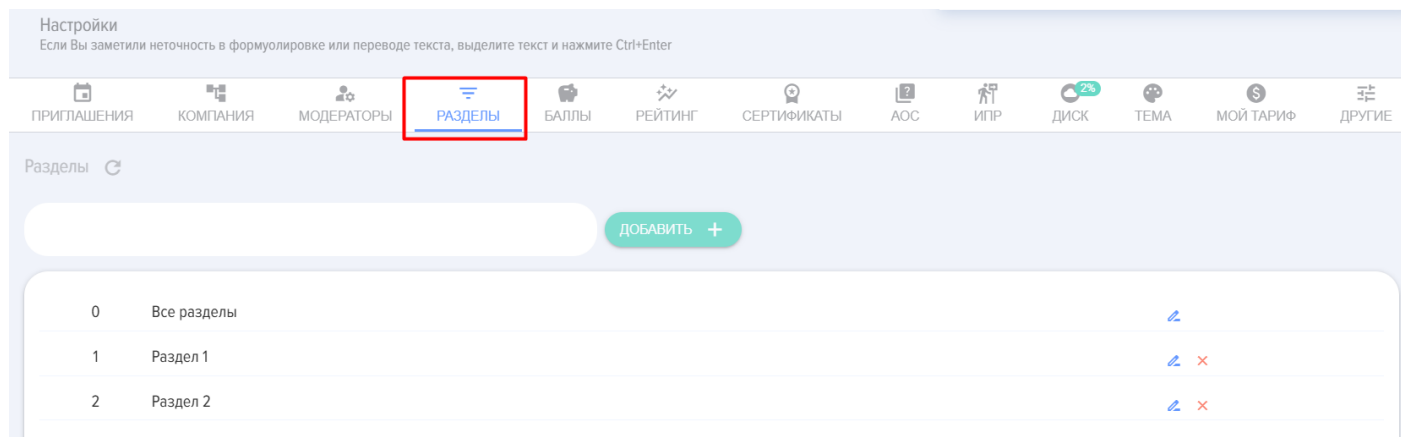 Настройки
Если Вы заметили неточность в формуолировке или переводе текста, выделите текст и нажмите Ctrl+Enter
2%
ПРИГЛАШЕНИЯ КОМПАНИЯ МОДЕРАТОРЫ РАЗДЕЛЫ БАЛЛЫ РЕЙТИНГ СЕРТИФИКАТЫ АОС ИПР ДИСК ТЕМА МОЙ ТАРИФ ДРУГИЕ
Разделы
ДОБАВИТЬ +
0 Все разделы
1 Раздел 1
2 Раздел 2